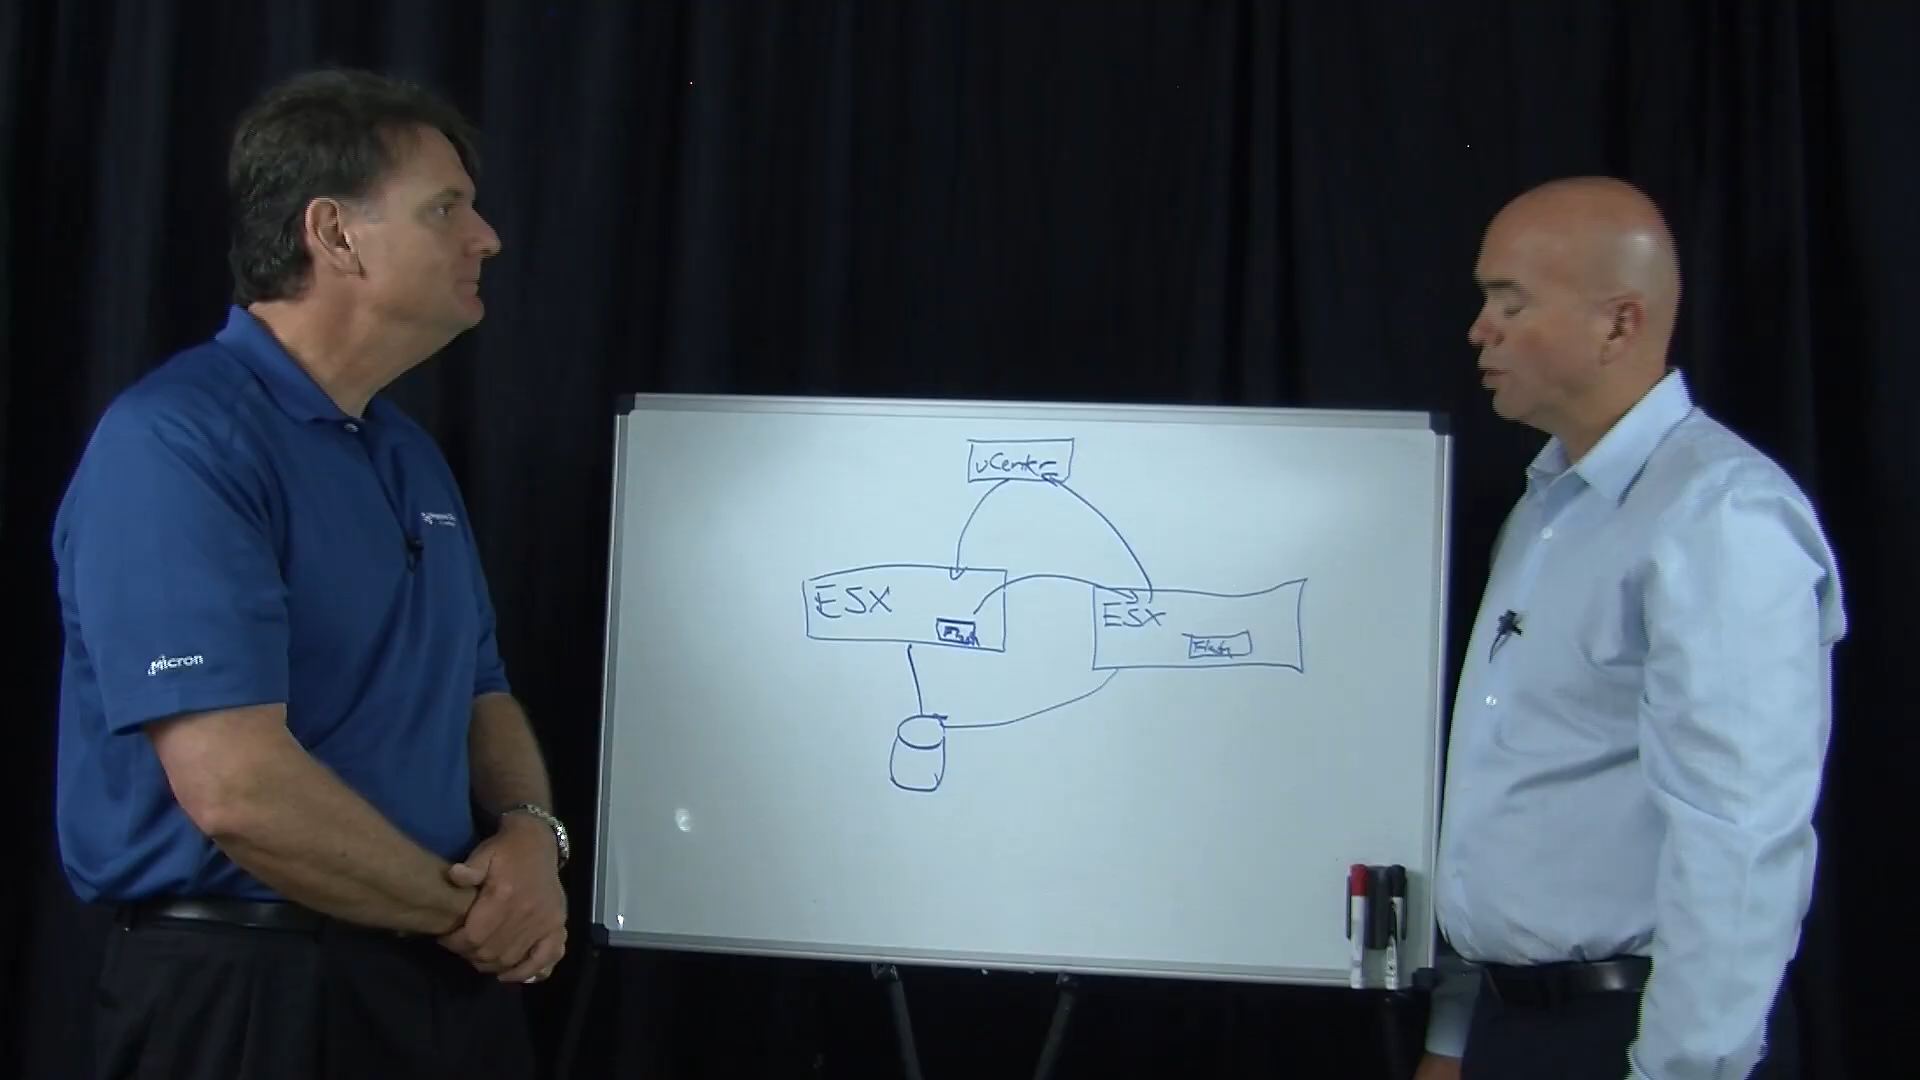 vCenter
ESX
Flash
ESX
Flash
Micron